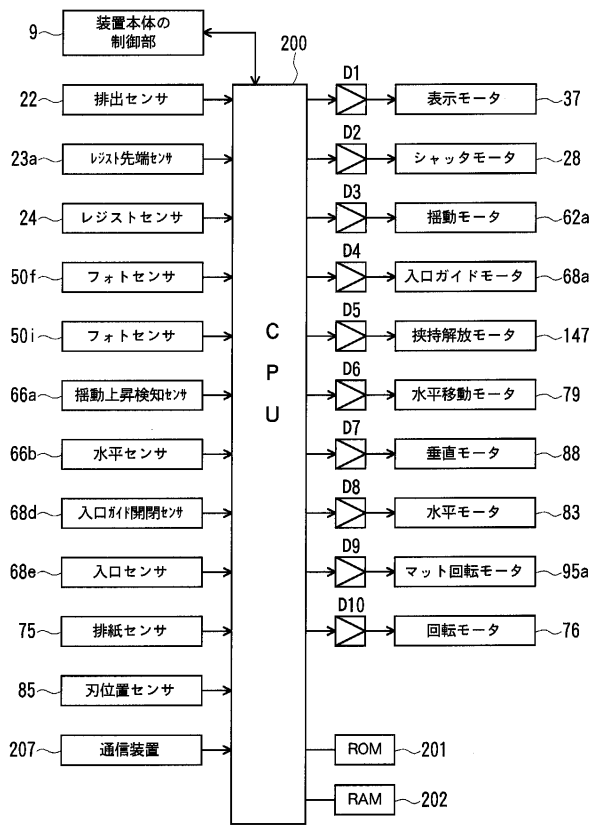 9
装置本体の
制御部
200
22
排出センサ
D1
表示モータ
37
23a
レジスト先端センサ
D2
シャッタモータ
28
24
レジストセンサ
D3
揺動モータ
62a
50f
フォトセンサ
D4
入口ガイドモータ
68a
50i
フォトセンサ
D5
挟持解放モータ
147
CPU
66a
揺動上昇検知センサ
D6
水平移動モータ
79
66b
水平センサ
D7
垂直モータ
88
68d
入口ガイド開閉センサ
D8
水平モータ
83
68e
入口センサ
D9
マット回転モータ
95a
75
排紙センサ
D10
回転モータ
76
85
刃位置センサ
207
通信装置
ROM
201
RAM
202